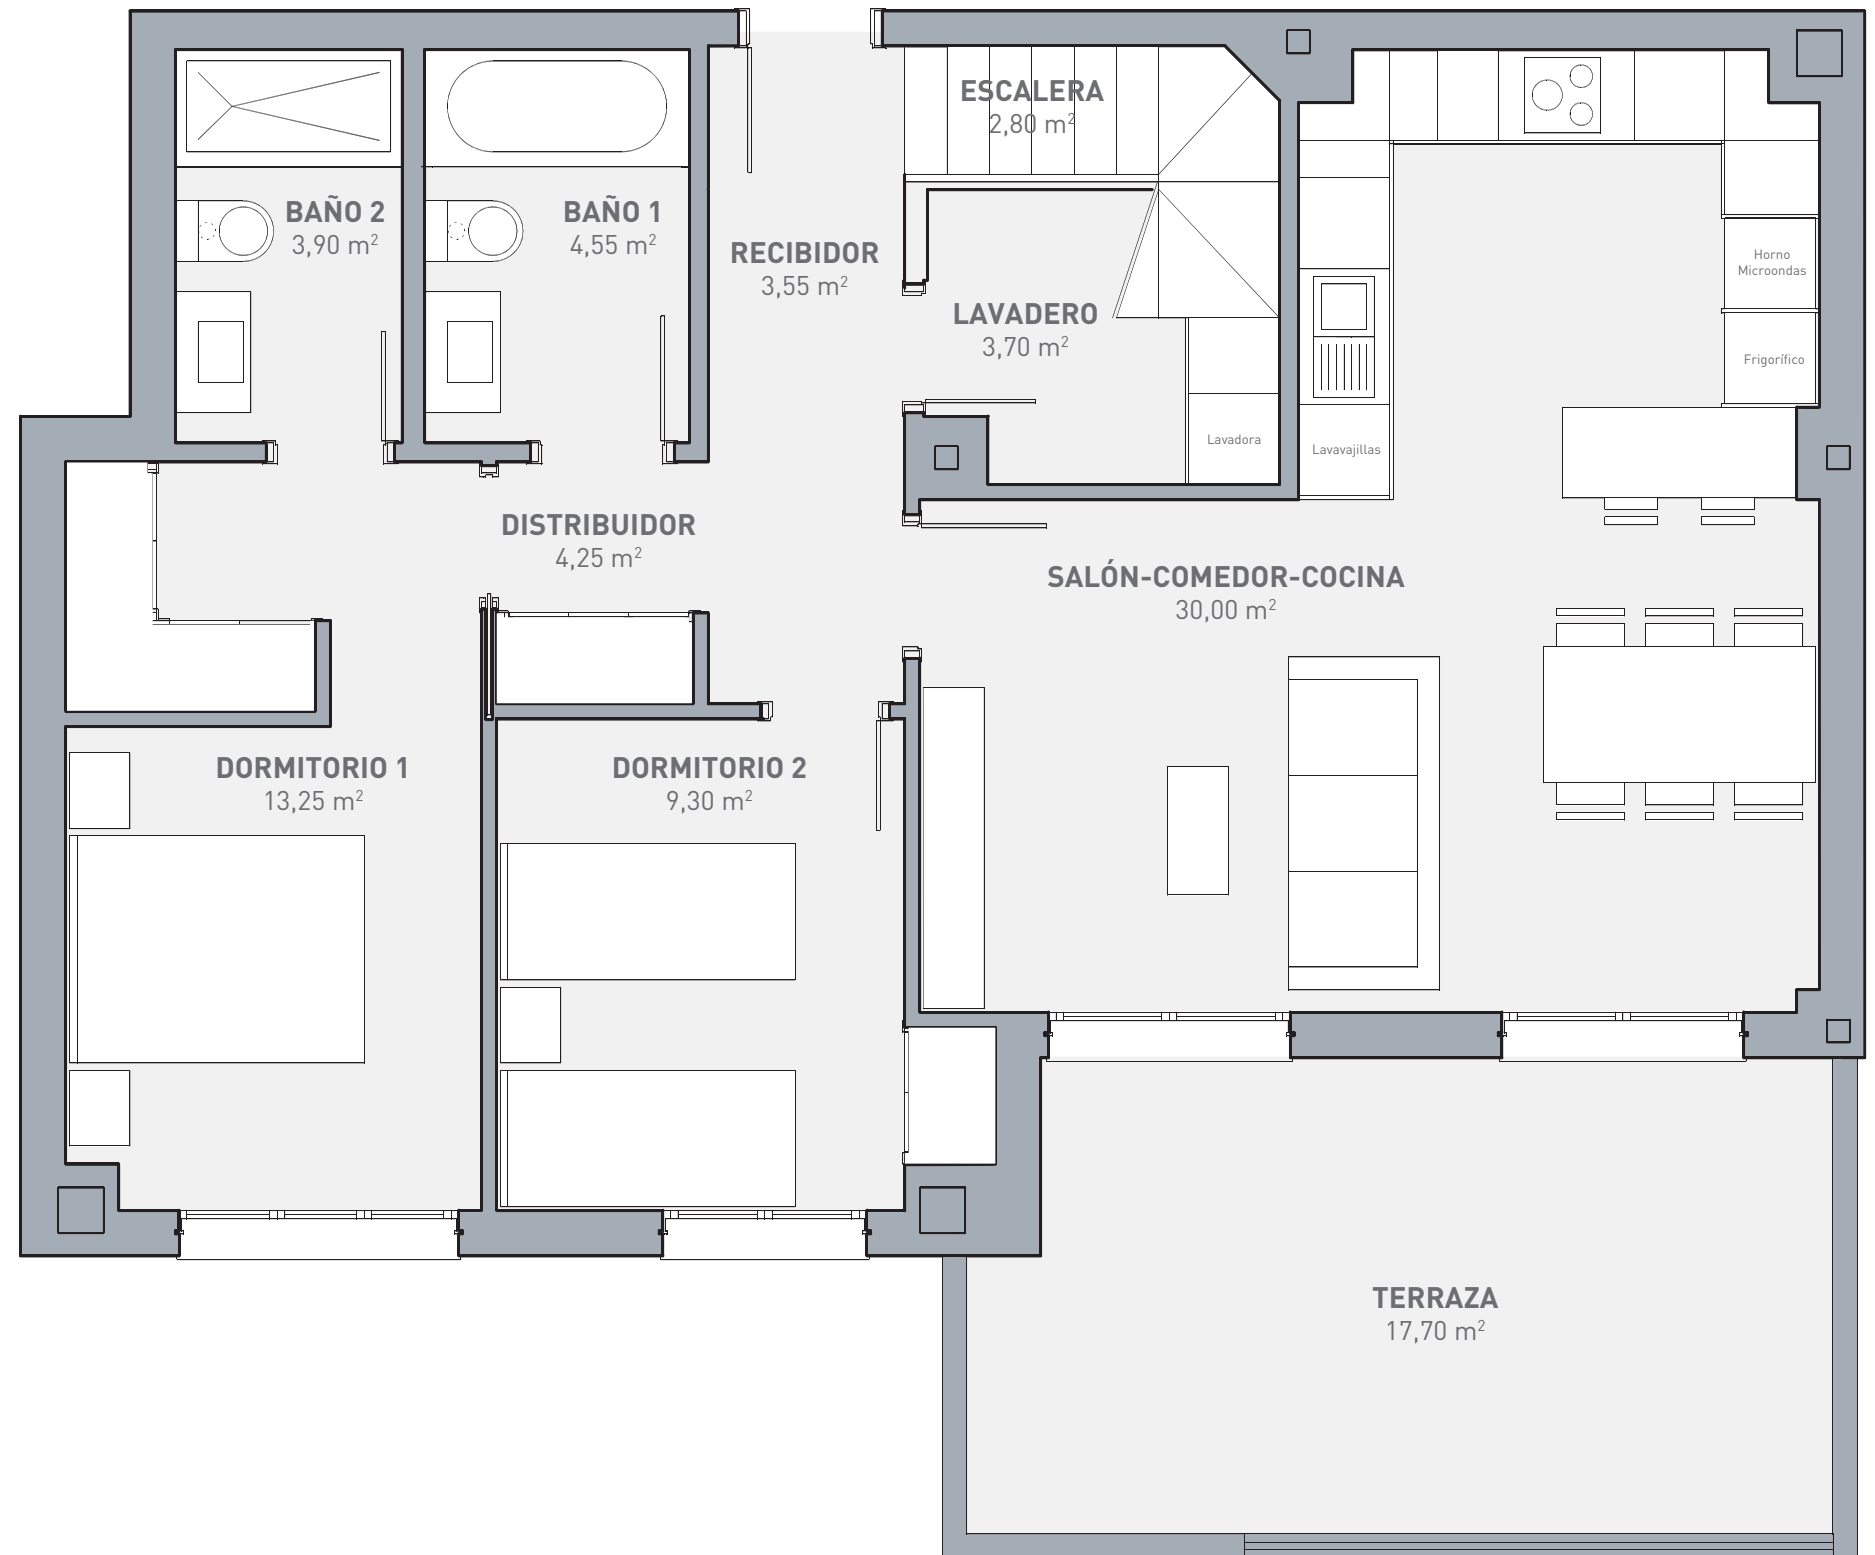 ESCALERA
2,80 m²
BAÑO 2
3,90 m²
BAÑO 1
4,55 m²
RECIBIDOR
3,55 m²
Horno
Microondas
LAVADERO
3,70 m²
Frigorífico
Lavadora
Lavavajillas
DISTRIBUIDOR
4,25 m²
SALÓN-COMEDOR-COCINA
30,00 m²
DORMITORIO 1
13,25 m²
DORMITORIO 2
9,30 m²
TERRAZA
17,70 m²